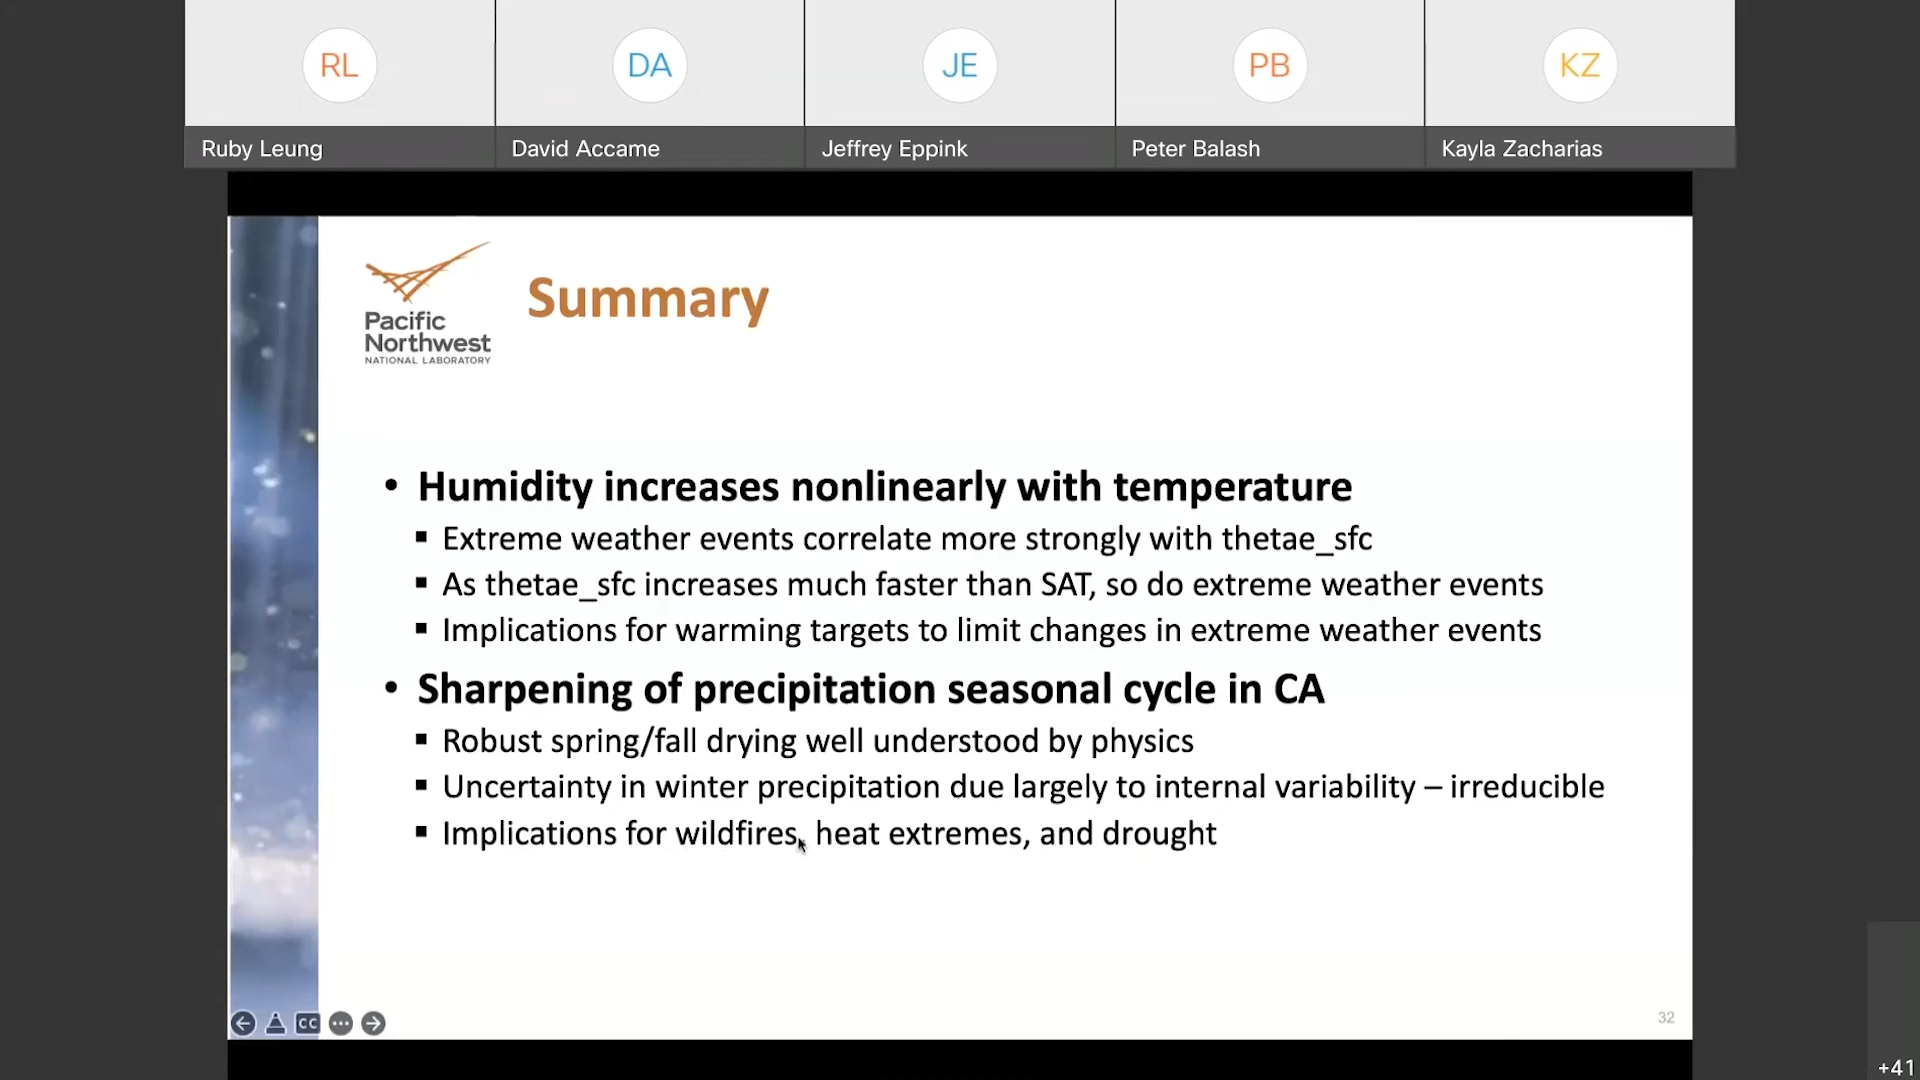 RL
DA
JE
PB
KZ
Ruby Leung
David Accame
Jeffrey Eppink
Peter Balash
Kayla Zacharias
Pacific
Northwest
NATIONAL LABORATORY
Summary
• Humidity increases nonlinearly with temperature
▪ Extreme weather events correlate more strongly with thetae_sfc
▪ As thetae_sfc increases much faster than SAT, so do extreme weather events
▪ Implications for warming targets to limit changes in extreme weather events
• Sharpening of precipitation seasonal cycle in CA
▪ Robust spring/fall drying well understood by physics
▪ Uncertainty in winter precipitation due largely to internal variability – irreducible
▪ Implications for wildfires, heat extremes, and drought
CC
32
+41